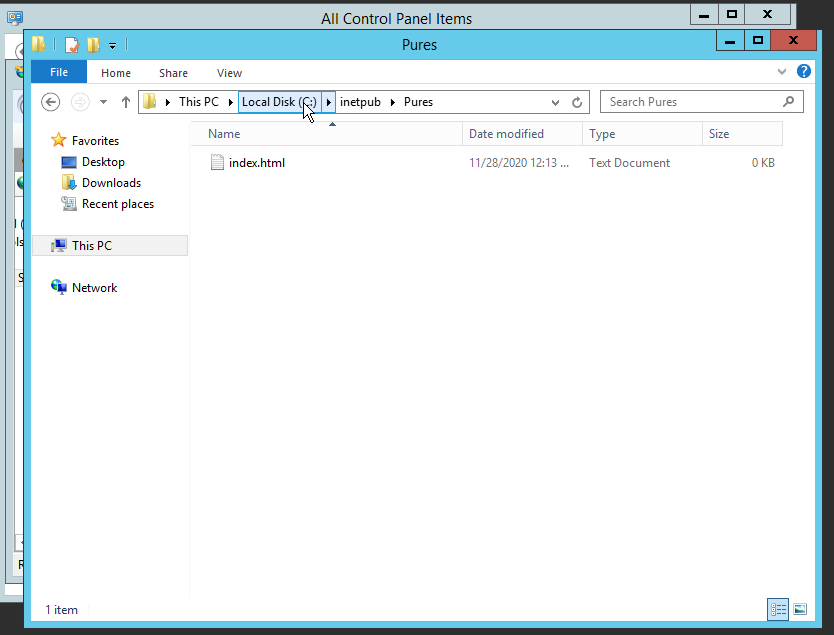 All Control Panel Items
Pures
File Home Share View
This PC Local Disk (C:) inetpub Pures Search Pures
Name Date modified Type Size
Favorites
Desktop
Downloads
Recent places
This PC
Network
index.html 11/28/2020 12:13 ... Text Document 0 KB
1 item